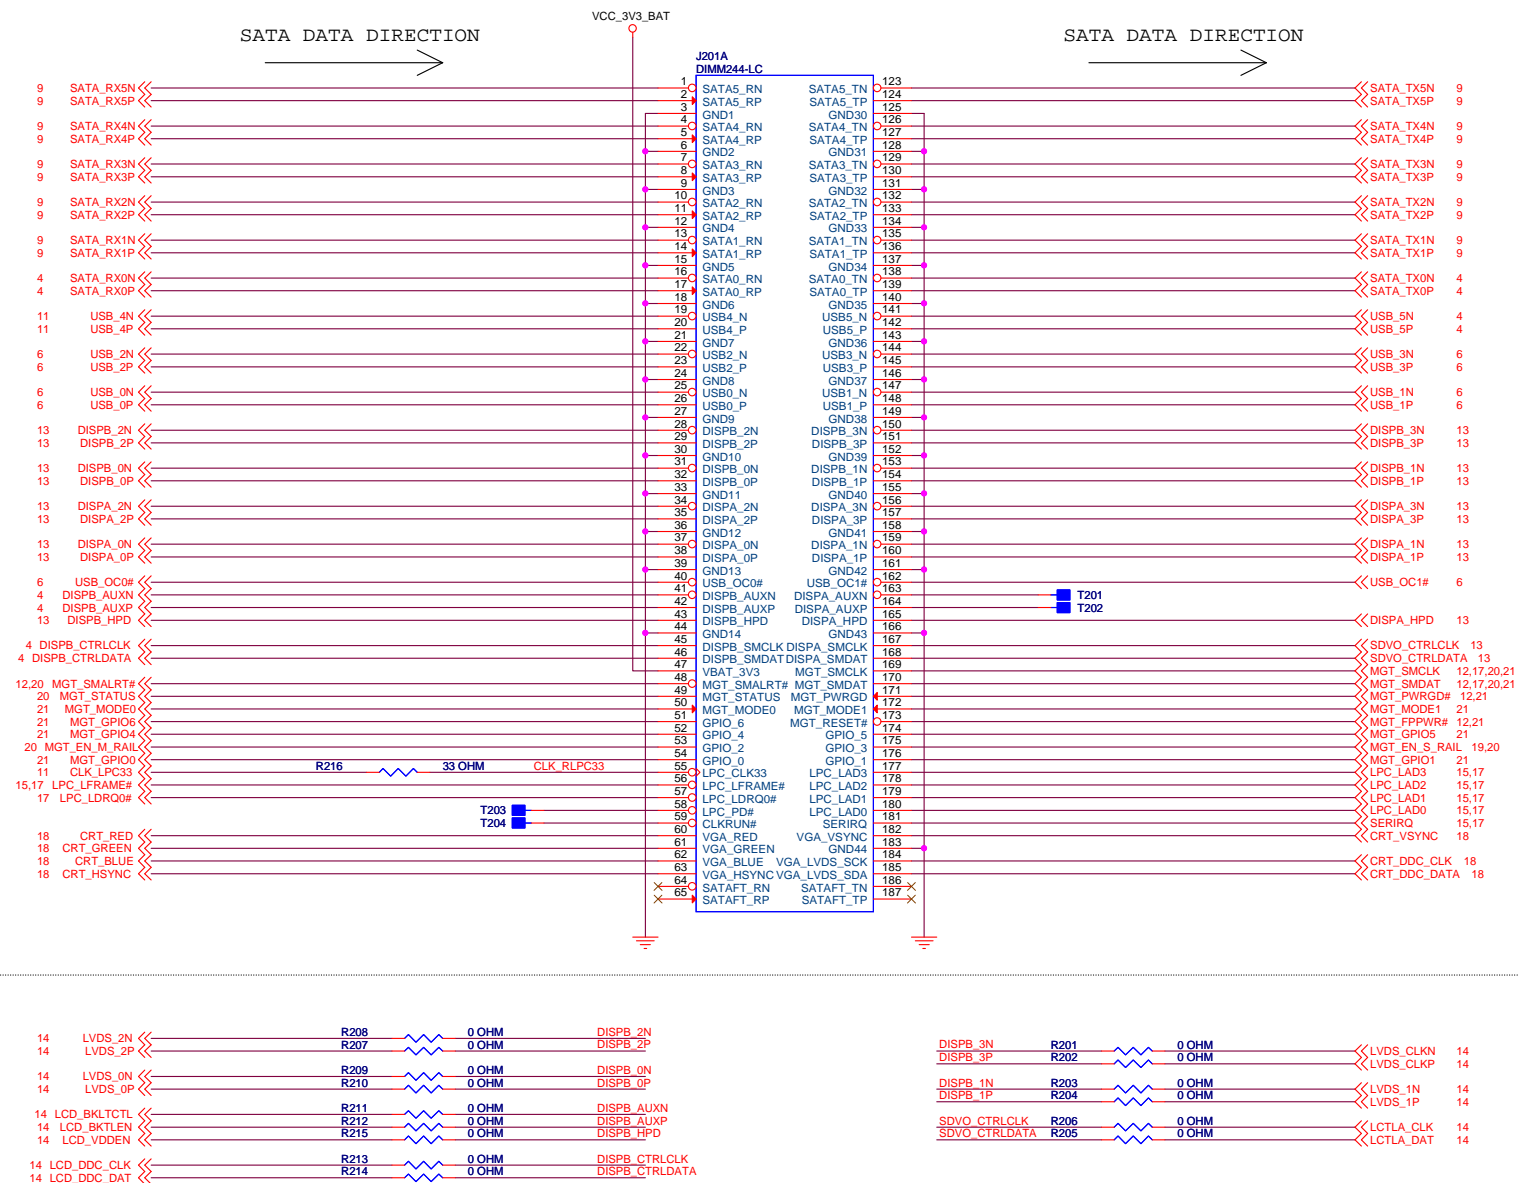 VCC_3V3_BAT
SATA DATA DIRECTION SATA DATA DIRECTION
J201A
DIMM244-LC
9 SATA_RX5N 1 SATA5_RN SATA5_TN 123 SATA_TX5N 9
9 SATA_RX5P 2 SATA5_RP SATA5_TP 124 SATA_TX5P 9
3 GND1 GND30 125
9 SATA_RX4N 4 SATA4_RN SATA4_TN 126 SATA_TX4N 9
9 SATA_RX4P 5 SATA4_RP SATA4_TP 127 SATA_TX4P 9
6 GND2 GND31 128
9 SATA_RX3N 7 SATA3_RN SATA3_TN 129 SATA_TX3N 9
9 SATA_RX3P 8 SATA3_RP SATA3_TP 130 SATA_TX3P 9
9 GND3 GND32 131
9 SATA_RX2N 10 SATA2_RN SATA2_TN 132 SATA_TX2N 9
9 SATA_RX2P 11 SATA2_RP SATA2_TP 133 SATA_TX2P 9
12 GND4 GND33 134
9 SATA_RX1N 13 SATA1_RN SATA1_TN 135 SATA_TX1N 9
9 SATA_RX1P 14 SATA1_RP SATA1_TP 136 SATA_TX1P 9
15 GND5 GND34 137
4 SATA_RX0N 16 SATA0_RN SATA0_TN 138 SATA_TX0N 4
4 SATA_RX0P 17 SATA0_RP SATA0_TP 139 SATA_TX0P 4
18 GND6 GND35 140
11 USB_4N 19 USB4_N USB5_N 141 USB_5N 4
11 USB_4P 20 USB4_P USB5_P 142 USB_5P 4
21 GND7 GND36 143
6 USB_2N 22 USB2_N USB3_N 144 USB_3N 6
6 USB_2P 23 USB2_P USB3_P 145 USB_3P 6
24 GND8 GND37 146
6 USB_0N 25 USB0_N USB1_N 147 USB_1N 6
6 USB_0P 26 USB0_P USB1_P 148 USB_1P 6
27 GND9 GND38 149
13 DISPB_2N 28 DISPB_2N DISPB_3N 150 DISPB_3N 13
13 DISPB_2P 29 DISPB_2P DISPB_3P 151 DISPB_3P 13
30 GND10 GND39 152
13 DISPB_0N 31 DISPB_0N DISPB_1N 153 DISPB_1N 13
13 DISPB_0P 32 DISPB_0P DISPB_1P 154 DISPB_1P 13
33 GND11 GND40 155
13 DISPA_2N 34 DISPA_2N DISPA_3N 156 DISPA_3N 13
13 DISPA_2P 35 DISPA_2P DISPA_3P 157 DISPA_3P 13
36 GND12 GND41 158
13 DISPA_0N 37 DISPA_0N DISPA_1N 159 DISPA_1N 13
13 DISPA_0P 38 DISPA_0P DISPA_1P 160 DISPA_1P 13
39 GND13 GND42 161
6 USB_OC0# 40 USB_OC0# USB_OC1# 162 USB_OC1# 6
4 DISPB_AUXN 41 DISPB_AUXN DISPA_AUXN 163 T201
4 DISPB_AUXP 42 DISPB_AUXP DISPA_AUXP 164 T202
13 DISPB_HPD 43 DISPB_HPD DISPA_HPD 165 DISPA_HPD 13
44 GND14 GND43 166
4 DISPB_CTRLCLK 45 DISPB_SMCLK DISPA_SMCLK 167 SDVO_CTRLCLK 13
4 DISPB_CTRLDATA 46 DISPB_SMDAT DISPA_SMDAT 168 SDVO_CTRLDATA 13
47 VBAT_3V3 MGT_SMCLK 169 MGT_SMCLK 12,17,20,21
12,20 MGT_SMALRT# 48 MGT_SMALRT# MGT_SMDAT 170 MGT_SMDAT 12,17,20,21
20 MGT_STATUS 49 MGT_STATUS MGT_PWRGD 171 MGT_PWRGD# 12,21
21 MGT_MODE0 50 MGT_MODE0 MGT_MODE1 172 MGT_MODE1 21
21 MGT_GPIO6 51 GPIO_6 MGT_RESET# 173 MGT_FPPWR# 12,21
21 MGT_GPIO4 52 GPIO_4 GPIO_5 174 MGT_GPIO5 21
20 MGT_EN_M_RAIL 53 GPIO_2 GPIO_3 175 MGT_EN_S_RAIL 19,20
21 MGT_GPIO0 54 GPIO_0 GPIO_1 176 MGT_GPIO1 21
11 CLK_LPC33 R216 33 OHM CLK_RLPC33 55 LPC_CLK33 LPC_LAD3 177 LPC_LAD3 15,17
15,17 LPC_LFRAME# 56 LPC_LFRAME# LPC_LAD2 178 LPC_LAD2 15,17
17 LPC_LDRQ0# 57 LPC_LDRQ0# LPC_LAD1 179 LPC_LAD1 15,17
T203 58 LPC_PD# LPC_LAD0 180 LPC_LAD0 15,17
T204 59 CLKRUN# SERIRQ 181 SERIRQ 15,17
18 CRT_RED 60 VGA_RED VGA_VSYNC 182 CRT_VSYNC 18
18 CRT_GREEN 61 VGA_GREEN GND44 183
18 CRT_BLUE 62 VGA_BLUE VGA_LVDS_SCK 184 CRT_DDC_CLK 18
18 CRT_HSYNC 63 VGA_HSYNC VGA_LVDS_SDA 185 CRT_DDC_DATA 18
64 SATAFT_RN SATAFT_TN 186
65 SATAFT_RP SATAFT_TP 187
14 LVDS_2N R208 0 OHM DISPB_2N
14 LVDS_2P R207 0 OHM DISPB_2P
DISPB_3N R201 0 OHM LVDS_CLKN 14
DISPB_3P R202 0 OHM LVDS_CLKP 14
14 LVDS_0N R209 0 OHM DISPB_0N
14 LVDS_0P R210 0 OHM DISPB_0P
DISPB_1N R203 0 OHM LVDS_1N 14
DISPB_1P R204 0 OHM LVDS_1P 14
14 LCD_BKLTCTL R211 0 OHM DISPB_AUXN
14 LCD_BKTLEN R212 0 OHM DISPB_AUXP
14 LCD_VDDEN R215 0 OHM DISPB_HPD
SDVO_CTRLCLK R206 0 OHM LCTLA_CLK 14
SDVO_CTRLDATA R205 0 OHM LCTLA_DAT 14
14 LCD_DDC_CLK R213 0 OHM DISPB_CTRLCLK
14 LCD_DDC_DAT R214 0 OHM DISPB_CTRLDATA